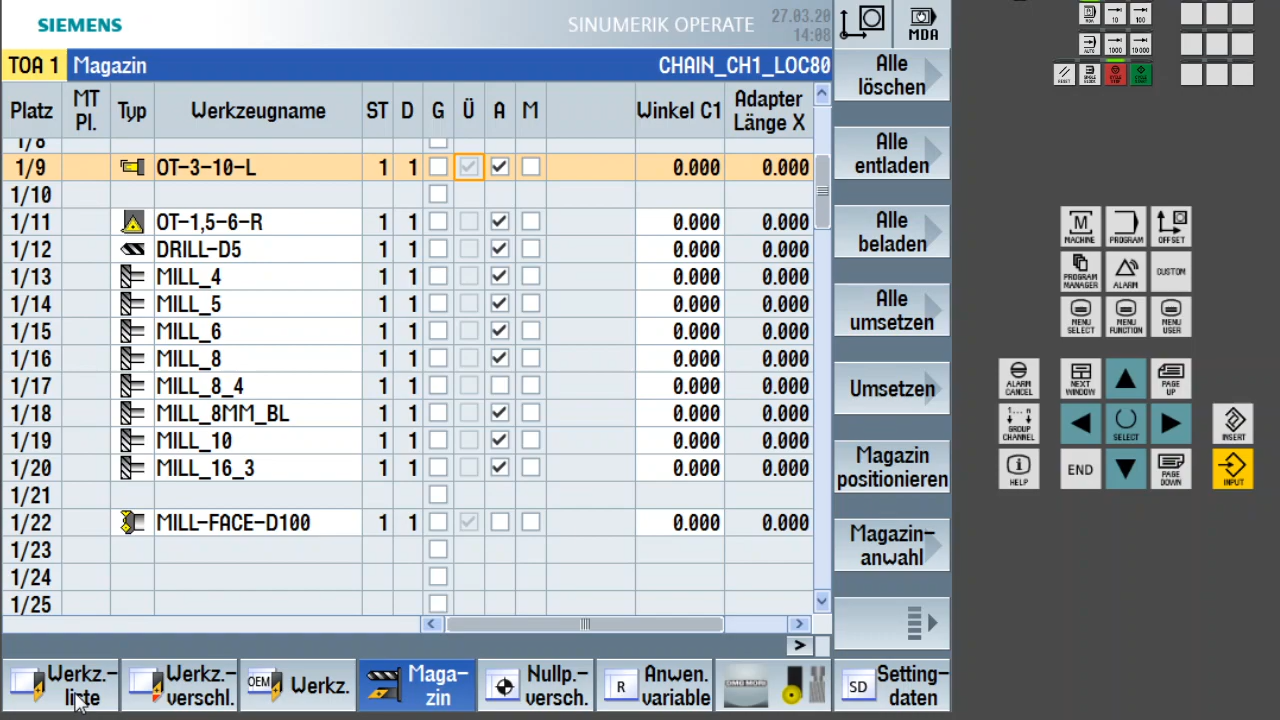 SIEMENS
SINUMERIK OPERATE
27.03.20
14:08
MDA
TOA 1 Magazin CHAIN_CH1_LOC80
Platz MT Pl. Typ Werkzeugname ST D G Ü A M Winkel C1 Adapter Länge X
1/8
1/9 OT-3-10-L 1 1 0.000 0.000
1/10
1/11 OT-1,5-6-R 1 1 0.000 0.000
1/12 DRILL-D5 1 1 0.000 0.000
1/13 MILL_4 1 1 0.000 0.000
1/14 MILL_5 1 1 0.000 0.000
1/15 MILL_6 1 1 0.000 0.000
1/16 MILL_8 1 1 0.000 0.000
1/17 MILL_8_4 1 1 0.000 0.000
1/18 MILL_8MM_BL 1 1 0.000 0.000
1/19 MILL_10 1 1 0.000 0.000
1/20 MILL_16_3 1 1 0.000 0.000
1/21
1/22 MILL-FACE-D100 1 1 0.000 0.000
1/23
1/24
1/25
Alle
löschen
Alle
entladen
Alle
beladen
Alle
umsetzen
Umsetzen
Magazin
positionieren
Magazin-
anwahl
Werkz.-
liste
Werkz.-
verschl.
OEM Werkz.
Maga-
zin
Nullp.-
versch.
R Anwen.
variable
SD Setting-
daten
10 100
AUTO 1000 10000
RESET
M
MACHINE PROGRAM OFFSET
PROGRAM
MANAGER
ALARM CUSTOM
MENU
SELECT
MENU
FUNCTION
MENU
USER
ALARM
CANCEL
NEXT
WINDOW
PAGE
UP
1... n
GROUP
CHANNEL
SELECT
INSERT
HELP
END
PAGE
DOWN
INPUT